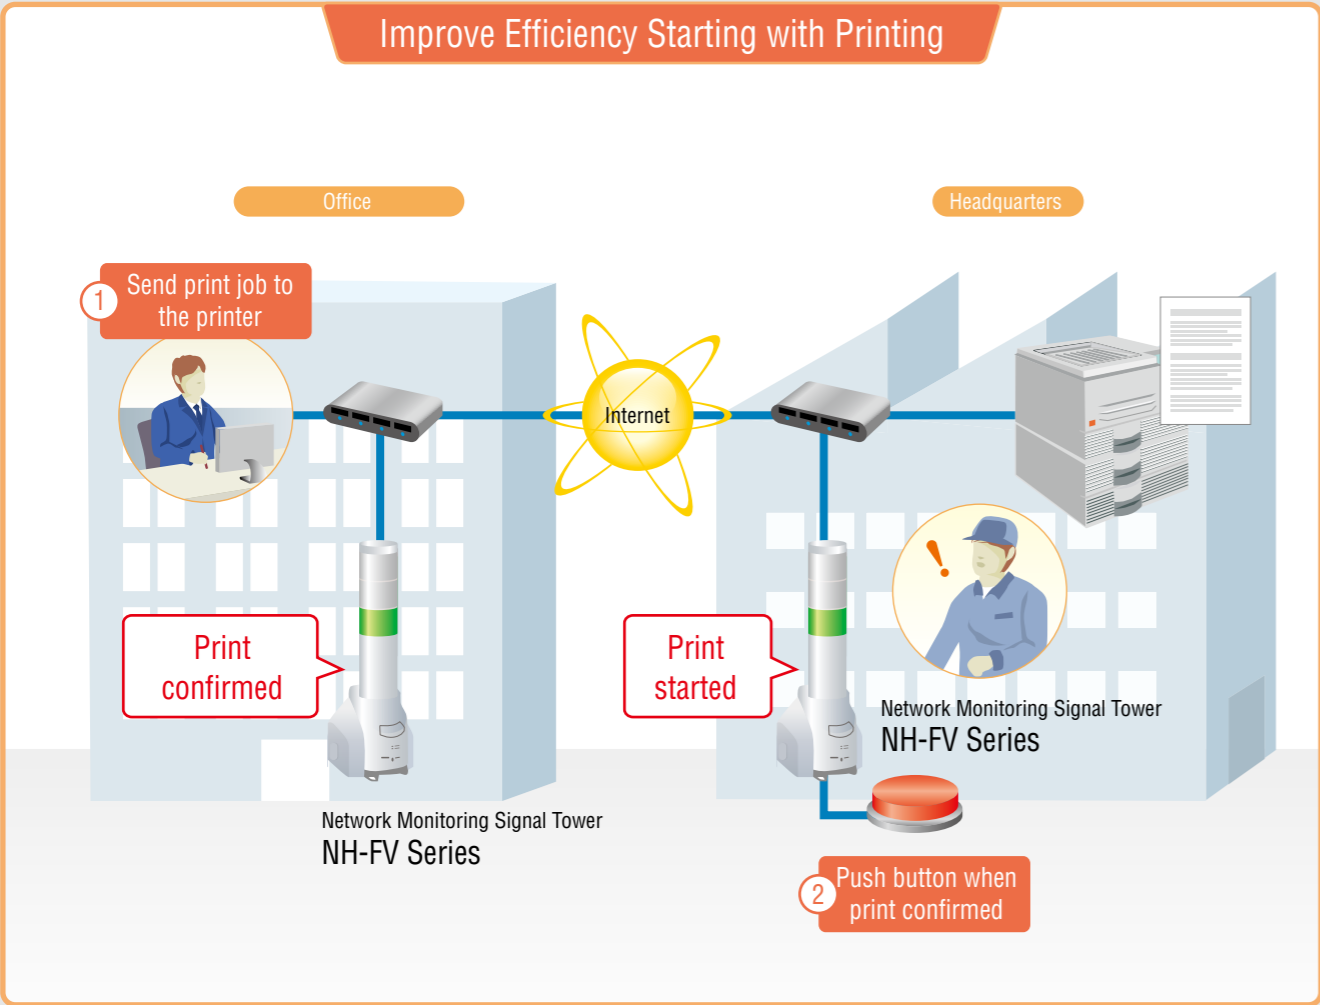 Improve Efficiency Starting with Printing
Office
Headquarters
1
Send print job to
the printer
Internet
Print
confirmed
Print
started
Network Monitoring Signal Tower
NH-FV Series
Network Monitoring Signal Tower
NH-FV Series
2
Push button when
print confirmed